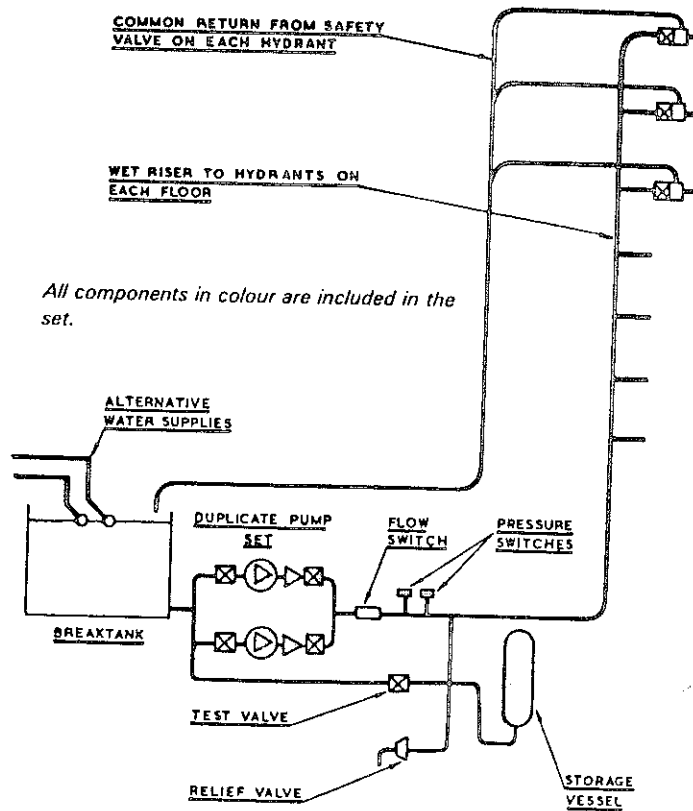 COMMON RETURN FROM SAFETY
VALVE ON EACH HYDRANT
WET RISER TO HYDRANTS ON
EACH FLOOR
All components in colour are included in the
set.
ALTERNATIVE
WATER SUPPLIES
DUPLICATE PUMP
SET
FLOW
SWITCH
PRESSURE
SWITCHES
BREAKTANK
TEST VALVE
RELIEF VALVE
STORAGE
VESSEL